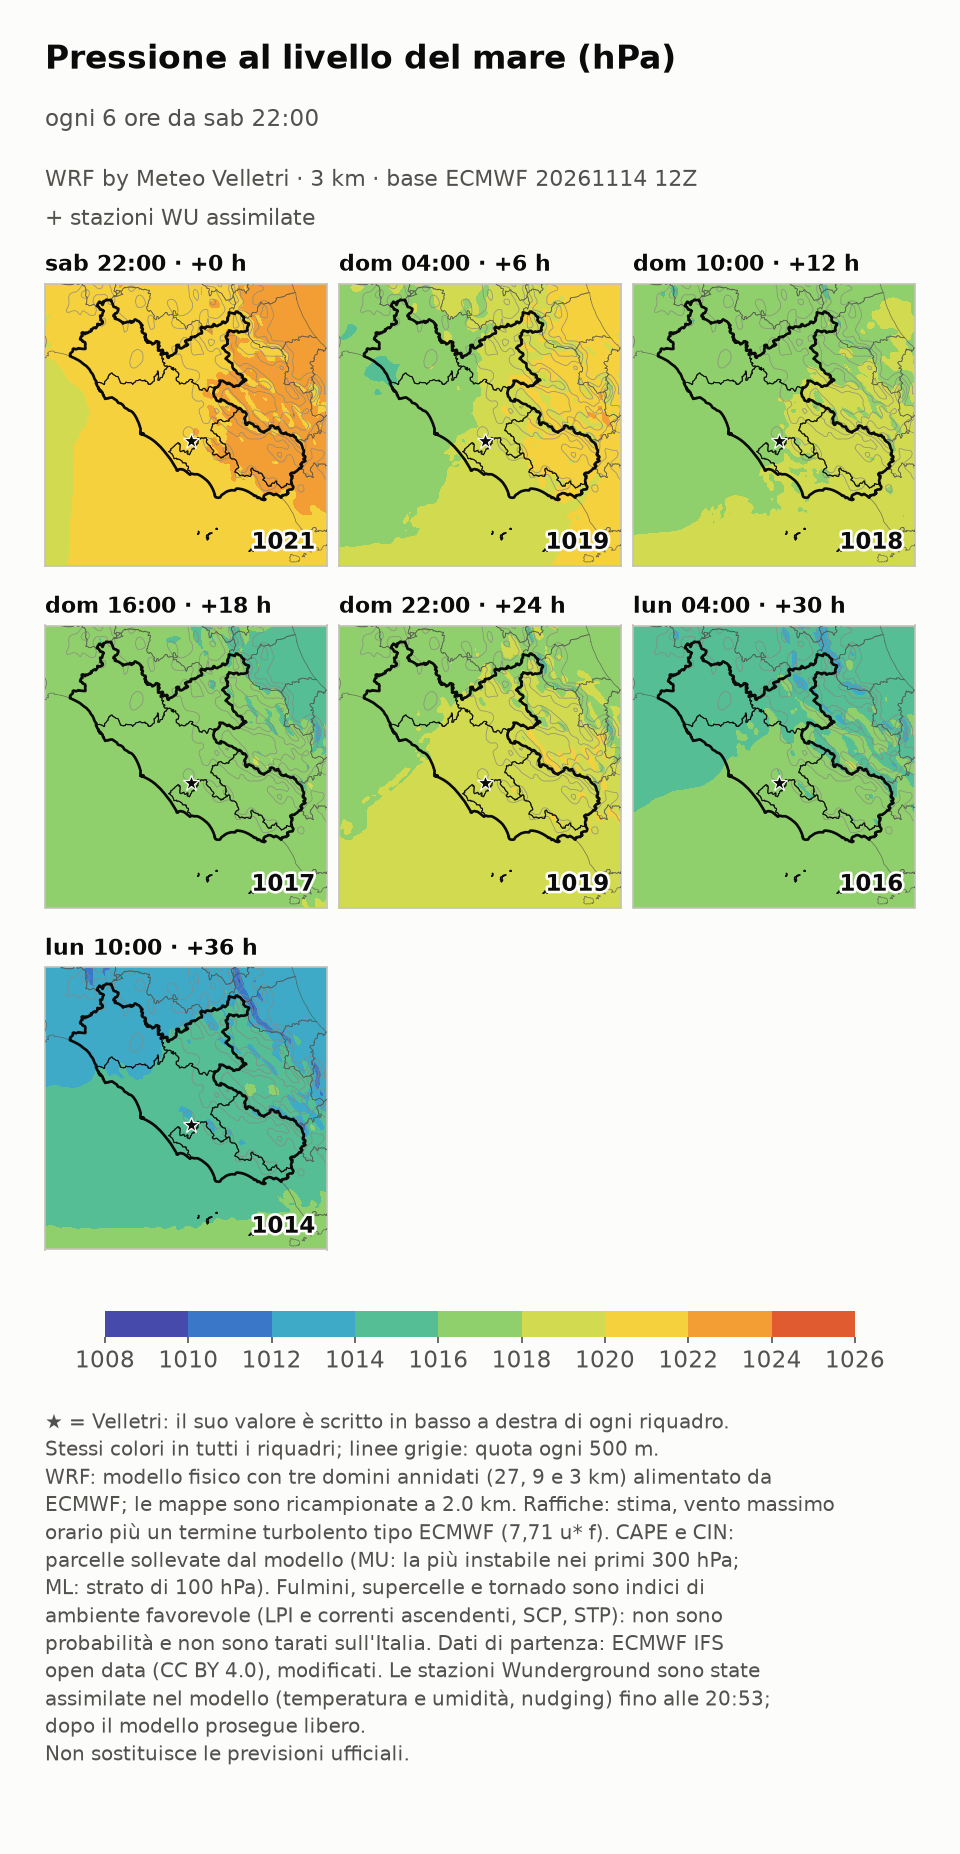 Pressione al livello del mare (hPa)
ogni 6 ore da sab 22:00
WRF by Meteo Velletri · 3 km · base ECMWF 20261114 12Z
+ stazioni WU assimilate
sab 22:00 · +0 h
dom 04:00 · +6 h
dom 10:00 · +12 h
1021
1019
1018
dom 16:00 · +18 h
dom 22:00 · +24 h
lun 04:00 · +30 h
1017
1019
1016
lun 10:00 · +36 h
1014
1008 1010 1012 1014 1016 1018 1020 1022 1024 1026
★ = Velletri: il suo valore è scritto in basso a destra di ogni riquadro.
Stessi colori in tutti i riquadri; linee grigie: quota ogni 500 m.
WRF: modello fisico con tre domini annidati (27, 9 e 3 km) alimentato da
ECMWF; le mappe sono ricampionate a 2.0 km. Raffiche: stima, vento massimo
orario più un termine turbolento tipo ECMWF (7,71 u* f). CAPE e CIN:
parcelle sollevate dal modello (MU: la più instabile nei primi 300 hPa;
ML: strato di 100 hPa). Fulmini, supercelle e tornado sono indici di
ambiente favorevole (LPI e correnti ascendenti, SCP, STP): non sono
probabilità e non sono tarati sull'Italia. Dati di partenza: ECMWF IFS
open data (CC BY 4.0), modificati. Le stazioni Wunderground sono state
assimilate nel modello (temperatura e umidità, nudging) fino alle 20:53;
dopo il modello prosegue libero.
Non sostituisce le previsioni ufficiali.